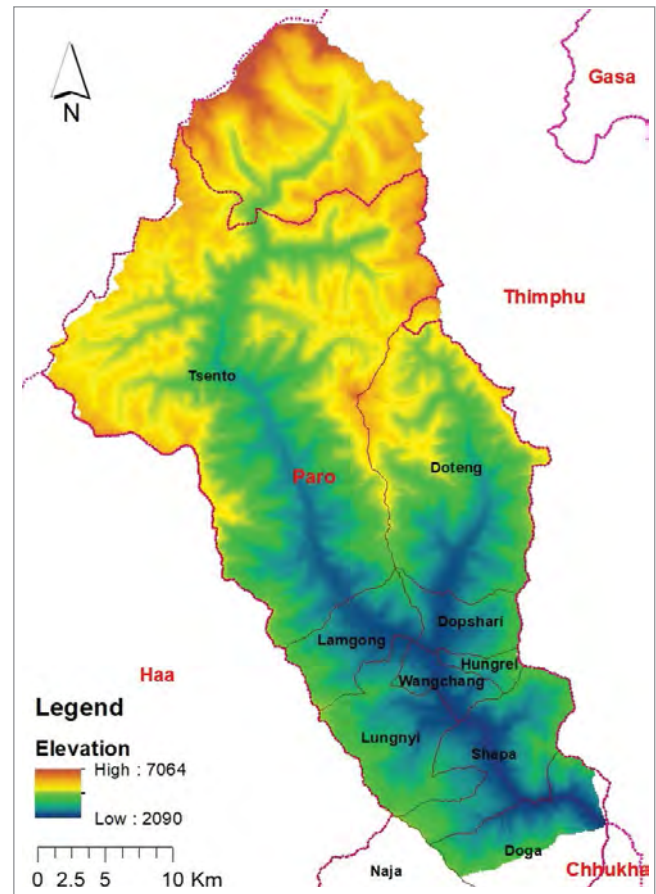 Gasa
N
Thimphu
Tsento
Paro
Doteng
Dopshari
Lamgong
Hungrel
Haa
Wangchang
Legend
Lungnyi
Elevation
Shapa
High : 7064
Low : 2090
Doga
0 2.5 5 10 Km
Naja
Chhukha